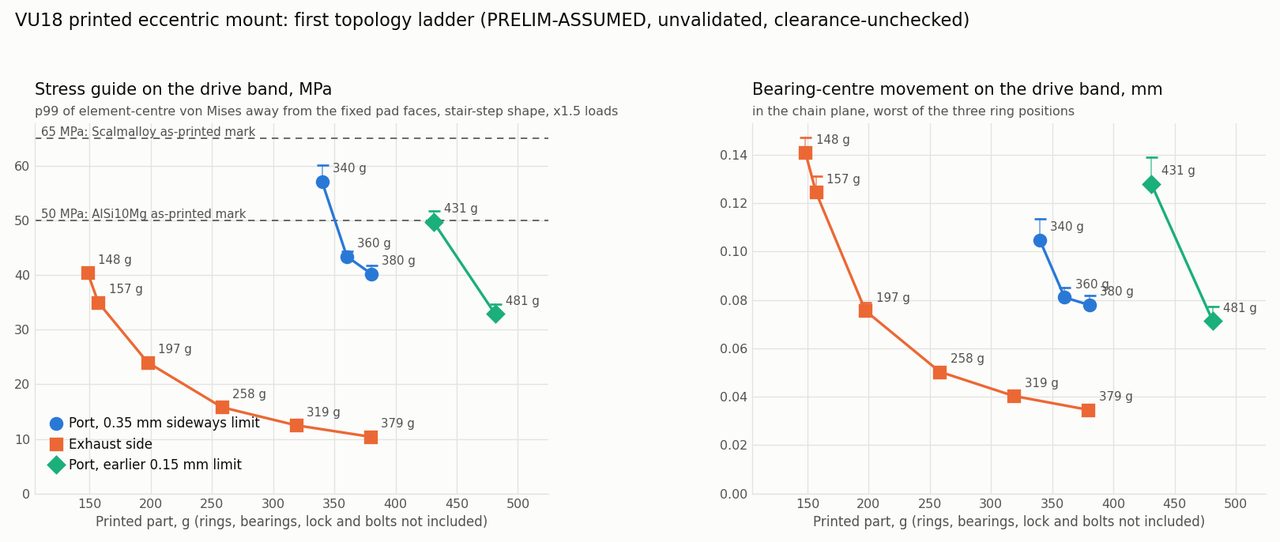 VU18 printed eccentric mount: first topology ladder (PRELIM-ASSUMED, unvalidated, clearance-unchecked)
Stress guide on the drive band, MPa
p99 of element-centre von Mises away from the fixed pad faces, stair-step shape, x1.5 loads
65 MPa: Scalmalloy as-printed mark
60
340 g
50 MPa: AlSi10Mg as-printed mark
431 g
50
360 g
380 g
148 g
40
157 g
481 g
30
197 g
20
258 g
319 g
379 g
10
0
Port, 0.35 mm sideways limit
Exhaust side
Port, earlier 0.15 mm limit
150 200 250 300 350 400 450 500
Printed part, g (rings, bearings, lock and bolts not included)
Bearing-centre movement on the drive band, mm
in the chain plane, worst of the three ring positions
148 g
0.14
157 g
431 g
0.12
340 g
0.10
360 g
380 g
0.08
197 g
481 g
0.06
258 g
319 g
379 g
0.04
0.02
0.00
150 200 250 300 350 400 450 500
Printed part, g (rings, bearings, lock and bolts not included)